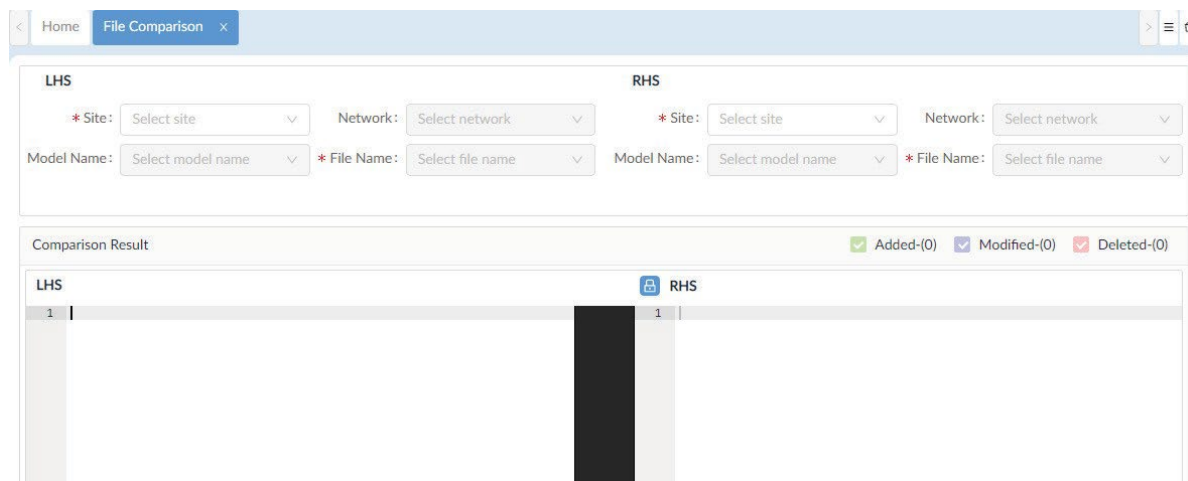 Home File Comparison x
LHS RHS
* Site: Select site Network: Select network * Site: Select site Network: Select network
Model Name: Select model name * File Name: Select file name Model Name: Select model name * File Name: Select file name
Comparison Result Added-(0) Modified-(0) Deleted-(0)
LHS RHS
1 1